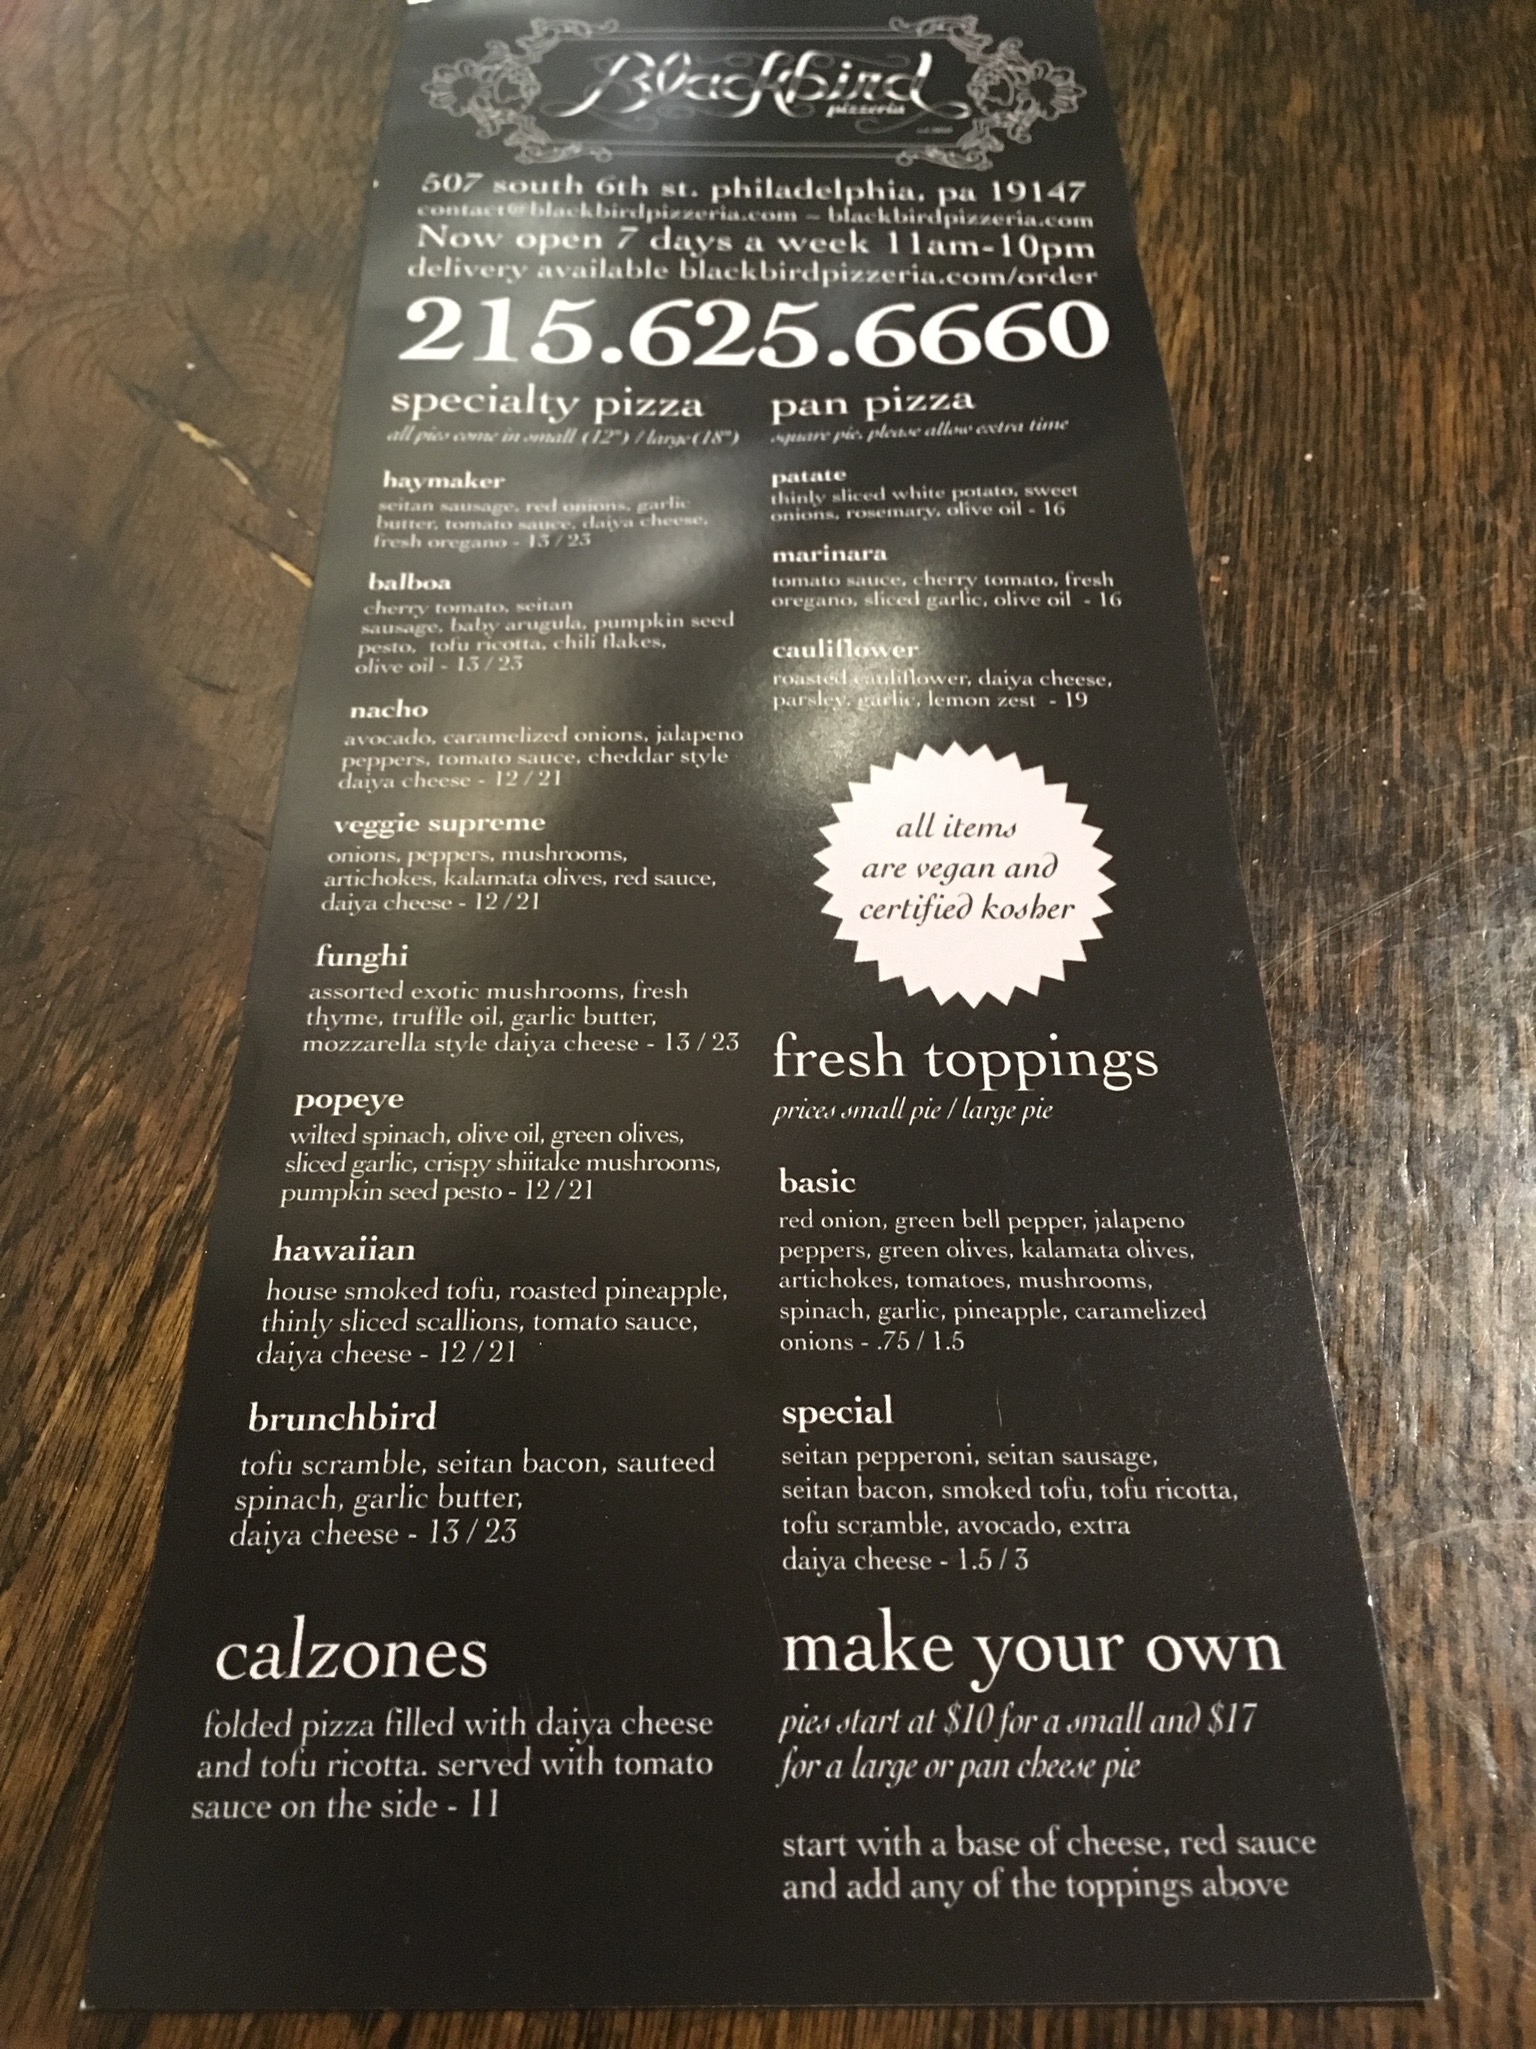 Blackbird
pizzeria
507 south 6th st. philadelphia, pa 19147
contact@blackbirdpizzeria.com – blackbirdpizzeria.com
Now open 7 days a week 11am-10pm
delivery available blackbirdpizzeria.com/order
215.625.6660
specialty pizza
all pies come in small (12") / large (18")
haymaker
seitan sausage, red onions, garlic
butter, tomato sauce, daiya cheese,
fresh oregano - 13 / 23
balboa
cherry tomato, seitan
sausage, baby arugula, pumpkin seed
pesto, tofu ricotta, chili flakes,
olive oil - 13 / 23
nacho
avocado, caramelized onions, jalapeno
peppers, tomato sauce, cheddar style
daiya cheese - 12 / 21
veggie supreme
onions, peppers, mushrooms,
artichokes, kalamata olives, red sauce,
daiya cheese - 12 / 21
funghi
assorted exotic mushrooms, fresh
thyme, truffle oil, garlic butter,
mozzarella style daiya cheese - 13 / 23
popeye
wilted spinach, olive oil, green olives,
sliced garlic, crispy shiitake mushrooms,
pumpkin seed pesto - 12 / 21
hawaiian
house smoked tofu, roasted pineapple,
thinly sliced scallions, tomato sauce,
daiya cheese - 12 / 21
brunchbird
tofu scramble, seitan bacon, sauteed
spinach, garlic butter,
daiya cheese - 13 / 23
calzones
folded pizza filled with daiya cheese
and tofu ricotta. served with tomato
sauce on the side - 11
pan pizza
square pie, please allow extra time
patate
thinly sliced white potato, sweet
onions, rosemary, olive oil - 16
marinara
tomato sauce, cherry tomato, fresh
oregano, sliced garlic, olive oil - 16
cauliflower
roasted cauliflower, daiya cheese,
parsley, garlic, lemon zest - 19
all items
are vegan and
certified kosher
fresh toppings
prices small pie / large pie
basic
red onion, green bell pepper, jalapeno
peppers, green olives, kalamata olives,
artichokes, tomatoes, mushrooms,
spinach, garlic, pineapple, caramelized
onions - .75 / 1.5
special
seitan pepperoni, seitan sausage,
seitan bacon, smoked tofu, tofu ricotta,
tofu scramble, avocado, extra
daiya cheese - 1.5 / 3
make your own
pies start at $10 for a small and $17
for a large or pan cheese pie
start with a base of cheese, red sauce
and add any of the toppings above